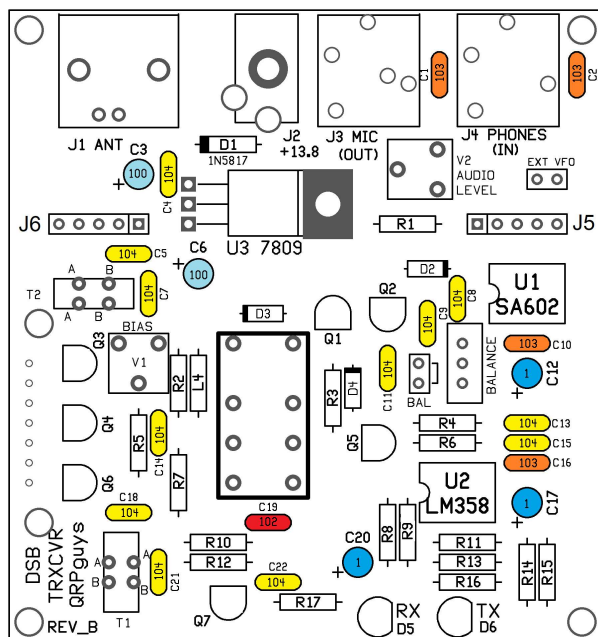 J1 ANT
J2
+13.8
J3 MIC
(OUT)
103
C1
J4 PHONES
(IN)
103
C2
D1
1N5817
C3
+
100
104
C4
V2
AUDIO
LEVEL
EXT VFO
J6
U3 7809
R1
J5
104
C5
C6
+
100
D2
U1
SA602
T2
A
B
A
B
104
C7
104
C8
104
C9
Q3
BIAS
V1
D3
Q1
Q2
103
C10
BALANCE
1
C12
+
R2
L4
R3
D4
104
C11
BAL
Q4
R5
104
C14
R4
R6
104
C13
104
C15
103
C16
Q5
Q6
R7
U2
LM358
1
C17
+
C18
104
C19
102
R8
R9
DSB
TRXCVR
QRPguys
A
A
B
B
T1
104
C21
R10
R12
C20
1
+
R11
R13
R16
R14
R15
C22
104
R17
Q7
RX
D5
TX
D6
REV_B